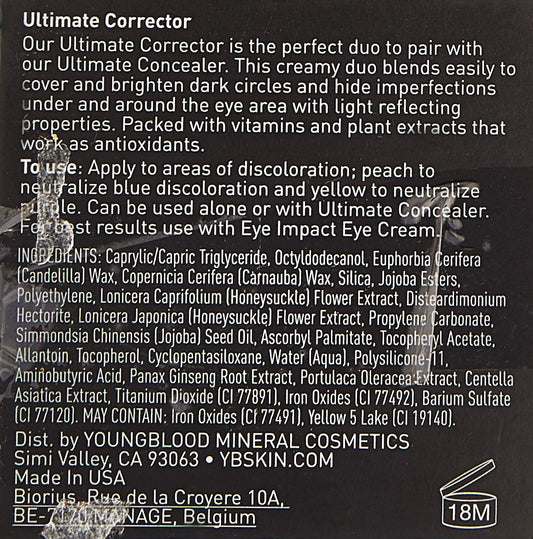 Ultimate Corrector
Our Ultimate Corrector is the perfect duo to pair with
our Ultimate Concealer. This creamy duo blends easily to
cover and brighten dark circles and hide imperfections
under and around the eye area with light reflecting
properties. Packed with vitamins and plant extracts that
work as antioxidants.
To use: Apply to areas of discoloration; peach to
neutralize blue discoloration and yellow to neutralize
purple. Can be used alone or with Ultimate Concealer.
For best results use with Eye Impact Eye Cream.
INGREDIENTS: Caprylic/Capric Triglyceride, Octyldodecanol, Euphorbia Cerifera
(Candelilla) Wax, Copernicia Cerifera (Carnauba) Wax, Silica, Jojoba Esters,
Polyethylene, Lonicera Caprifolium (Honeysuckle) Flower Extract, Disteardimonium
Hectorite, Lonicera Japonica (Honeysuckle) Flower Extract, Propylene Carbonate,
Simmondsia Chinensis (Jojoba) Seed Oil, Ascorbyl Palmitate, Tocopheryl Acetate,
Allantoin, Tocopherol, Cyclopentasiloxane, Water (Aqua), Polysilicone-11,
Aminobutyric Acid, Panax Ginseng Root Extract, Portulaca Oleracea Extract, Centella
Asiatica Extract, Titanium Dioxide (CI 77891), Iron Oxides (CI 77492), Barium Sulfate
(CI 77120). MAY CONTAIN: Iron Oxides (Cf 77491), Yellow 5 Lake (CI 19140).
Dist. by YOUNGBLOOD MINERAL COSMETICS
Simi Valley, CA 93063 • YBSKIN.COM
Made In USA
Biorius, Rue de la Croyere 10A,
BE-7170 MANAGE, Belgium
18M